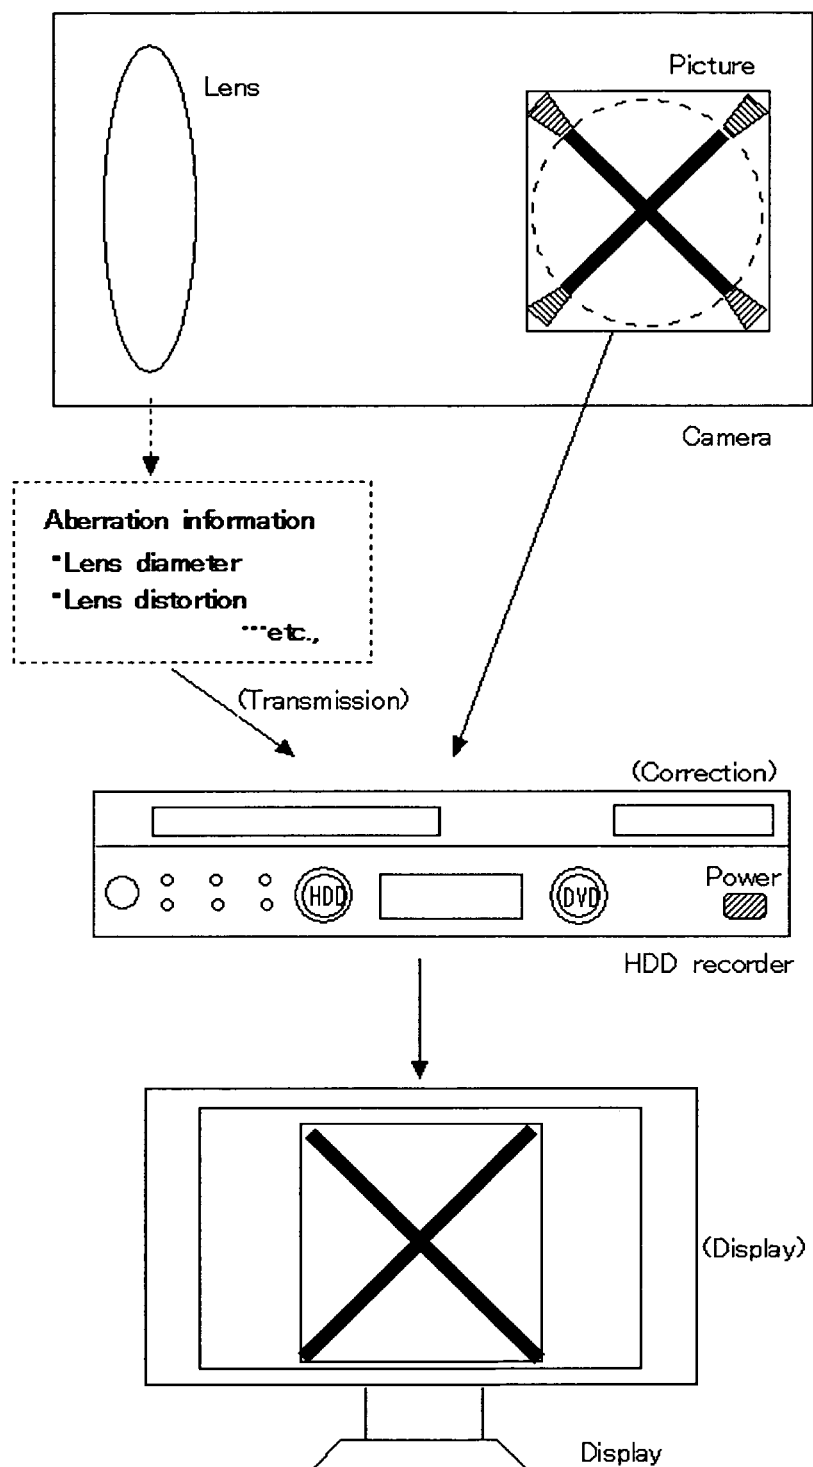 Lens
Picture
Camera
Aberration information
・Lens diameter
・Lens distortion
…etc.,
(Transmission)
(Correction)
HDD
DVD
Power
HDD recorder
(Display)
Display